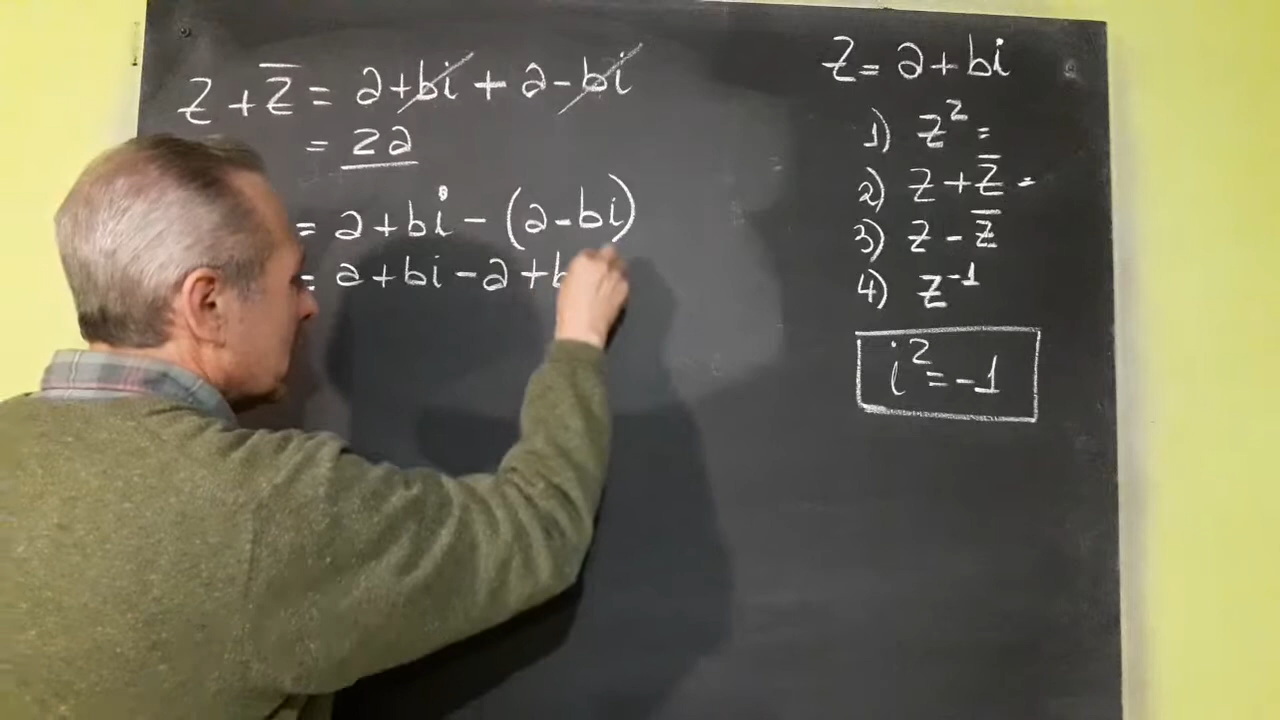 z + z̅ = a + bi + a - bi
= 2a
= a + bi - (a - bi)
= a + bi - a + b
z = a + bi
1) z² =
2) z + z̅ =
3) z - z̅
4) z⁻¹
i² = -1